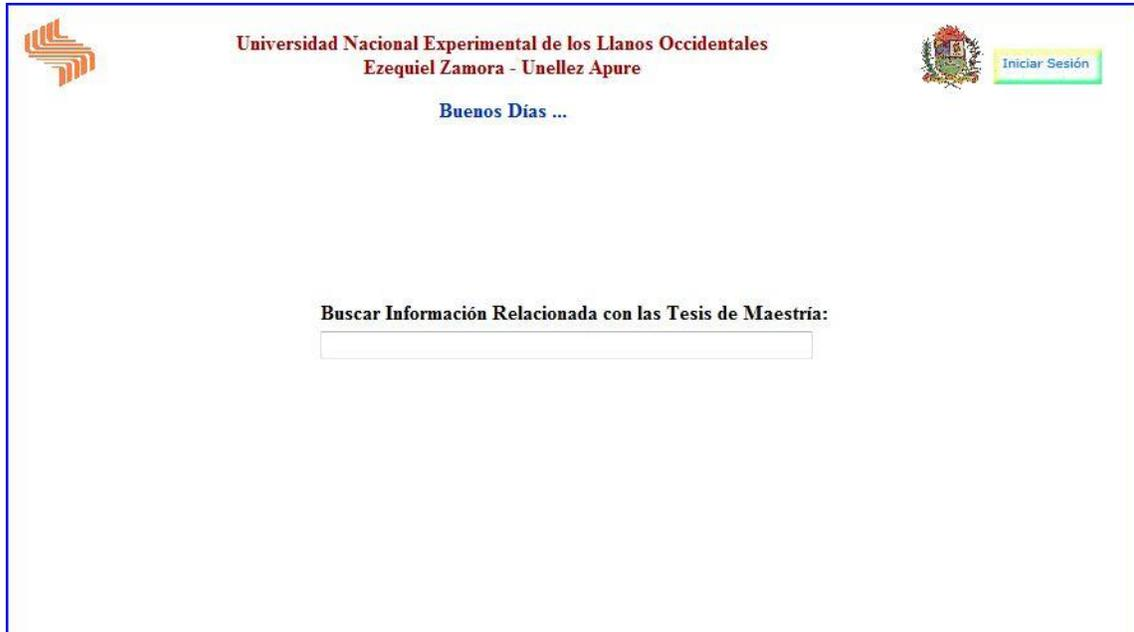 Universidad Nacional Experimental de los Llanos Occidentales
Ezequiel Zamora - Unellez Apure
Iniciar Sesión
Buenos Días ...
Buscar Información Relacionada con las Tesis de Maestría: